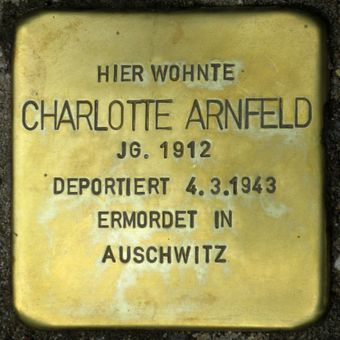 HIER WOHNTE
CHARLOTTE ARNFELD
JG. 1912
DEPORTIERT 4.3.1943
ERMORDET IN
AUSCHWITZ